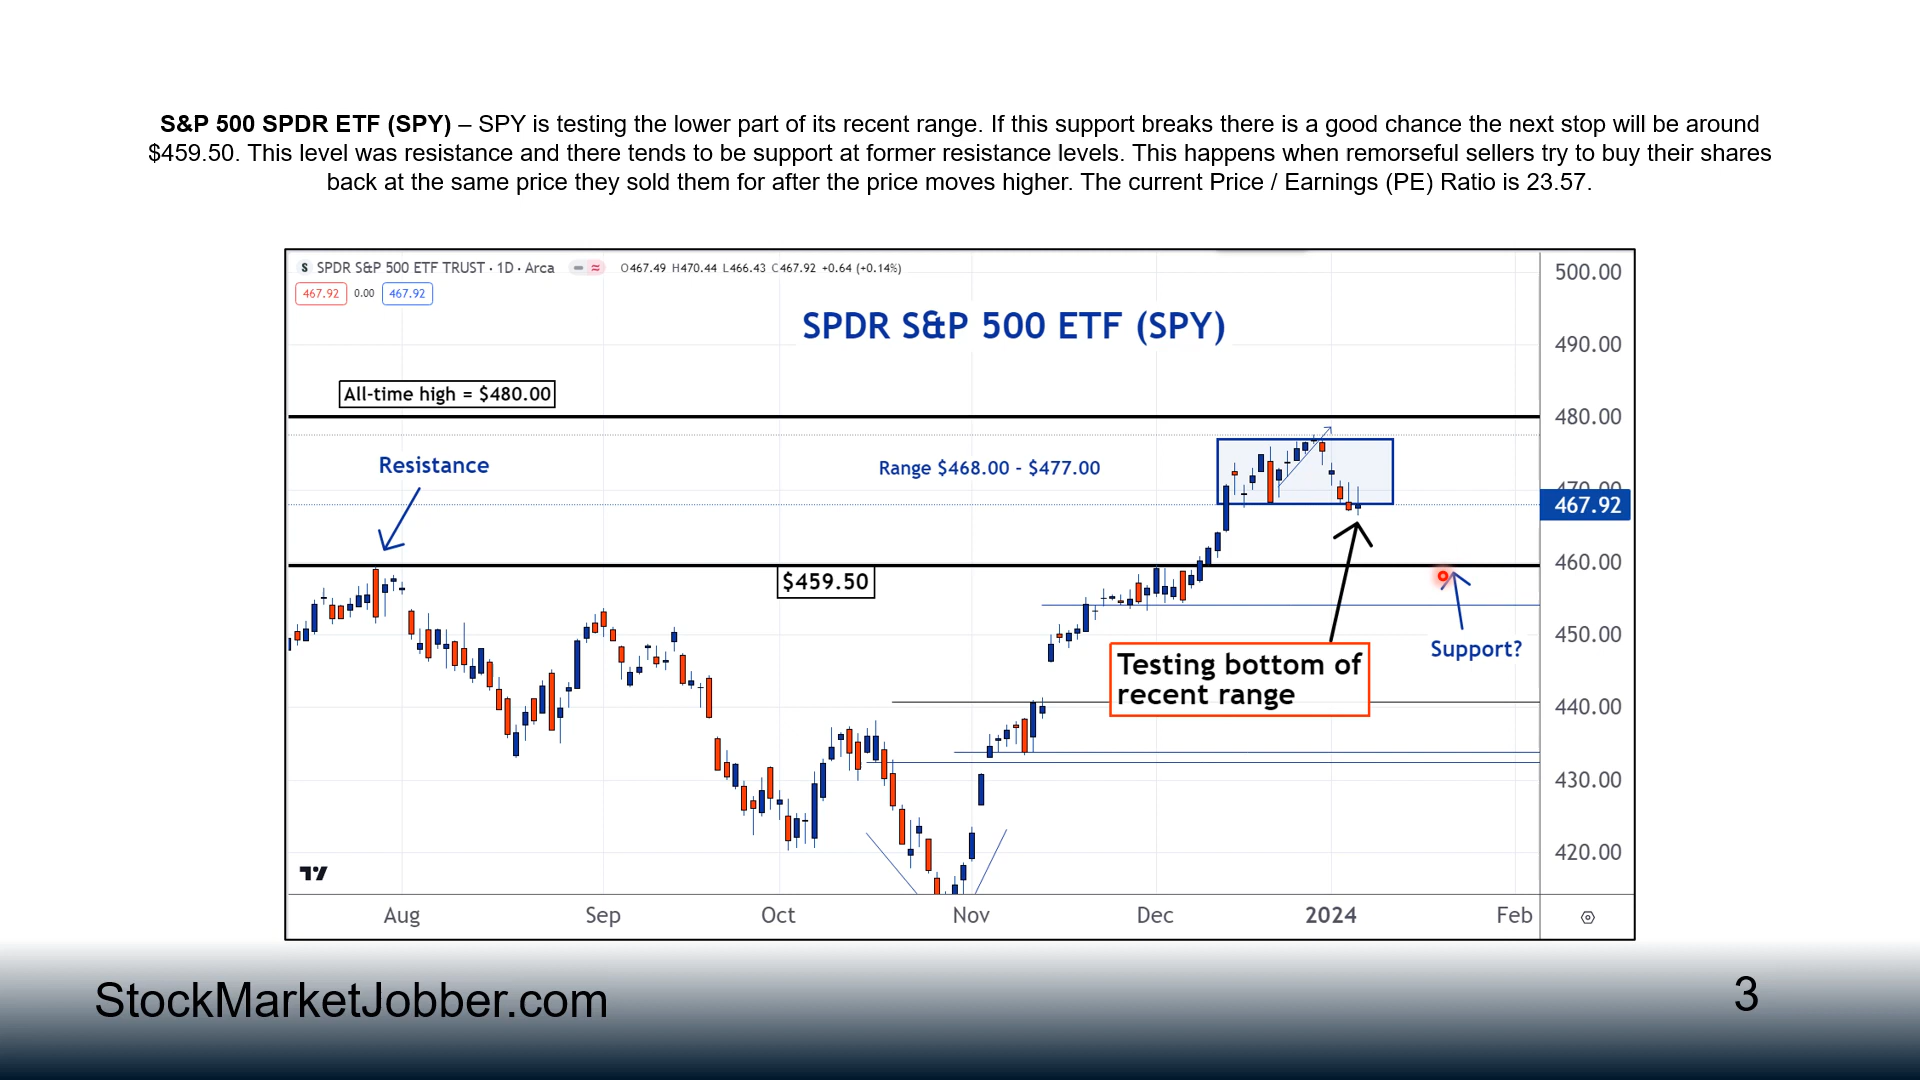 S&P 500 SPDR ETF (SPY) – SPY is testing the lower part of its recent range. If this support breaks there is a good chance the next stop will be around
$459.50. This level was resistance and there tends to be support at former resistance levels. This happens when remorseful sellers try to buy their shares
back at the same price they sold them for after the price moves higher. The current Price / Earnings (PE) Ratio is 23.57.
S SPDR S&P 500 ETF TRUST · 1D · Arca O467.49 H470.44 L466.43 C467.92 +0.64 (+0.14%)
467.92 0.00 467.92
SPDR S&P 500 ETF (SPY)
All-time high = $480.00
Resistance
Range $468.00 - $477.00
$459.50
Testing bottom of
recent range
Support?
500.00
490.00
480.00
470.00
467.92
460.00
450.00
440.00
430.00
420.00
Aug Sep Oct Nov Dec 2024 Feb
StockMarketJobber.com
3